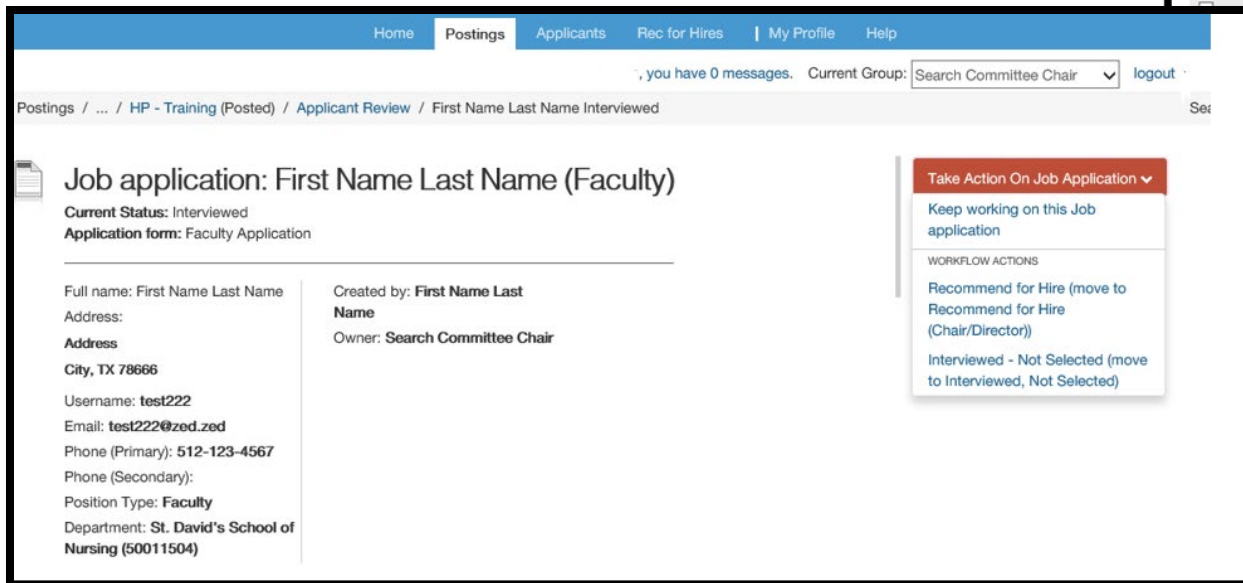 Home Postings Applicants Rec for Hires | My Profile Help
, you have 0 messages. Current Group: Search Committee Chair logout
Postings / ... / HP - Training (Posted) / Applicant Review / First Name Last Name Interviewed
Job application: First Name Last Name (Faculty)
Current Status: Interviewed
Application form: Faculty Application
Full name: First Name Last Name
Address:
Address
City, TX 78666
Username: test222
Email: test222@zed.zed
Phone (Primary): 512-123-4567
Phone (Secondary):
Position Type: Faculty
Department: St. David's School of
Nursing (50011504)
Created by: First Name Last
Name
Owner: Search Committee Chair
Take Action On Job Application
Keep working on this Job
application
WORKFLOW ACTIONS
Recommend for Hire (move to
Recommend for Hire
(Chair/Director))
Interviewed - Not Selected (move
to Interviewed, Not Selected)